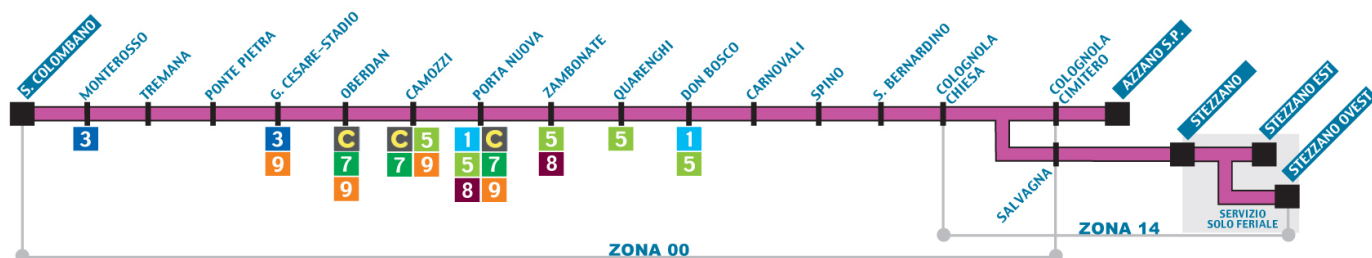 S. COLOMBANO
MONTEROSSO
TREMANA
PONTE PIETRA
G. CESARE-STADIO
OBERDAN
CAMOZZI
PORTA NUOVA
ZAMBONATE
QUARENGHI
DON BOSCO
CARNOVALI
SPINO
S. BERNARDINO
COLOGNOLA
CHIESA
COLOGNOLA
CIMITERO
AZZANO S.P.
STEZZANO
STEZZANO EST
STEZZANO OVEST
3
3
9
C
7
9
C 5
7 9
1 C
5 7
8 9
5
8
5
1
5
SALVAGNA
SERVIZIO
SOLO FERIALE
ZONA 14
ZONA 00